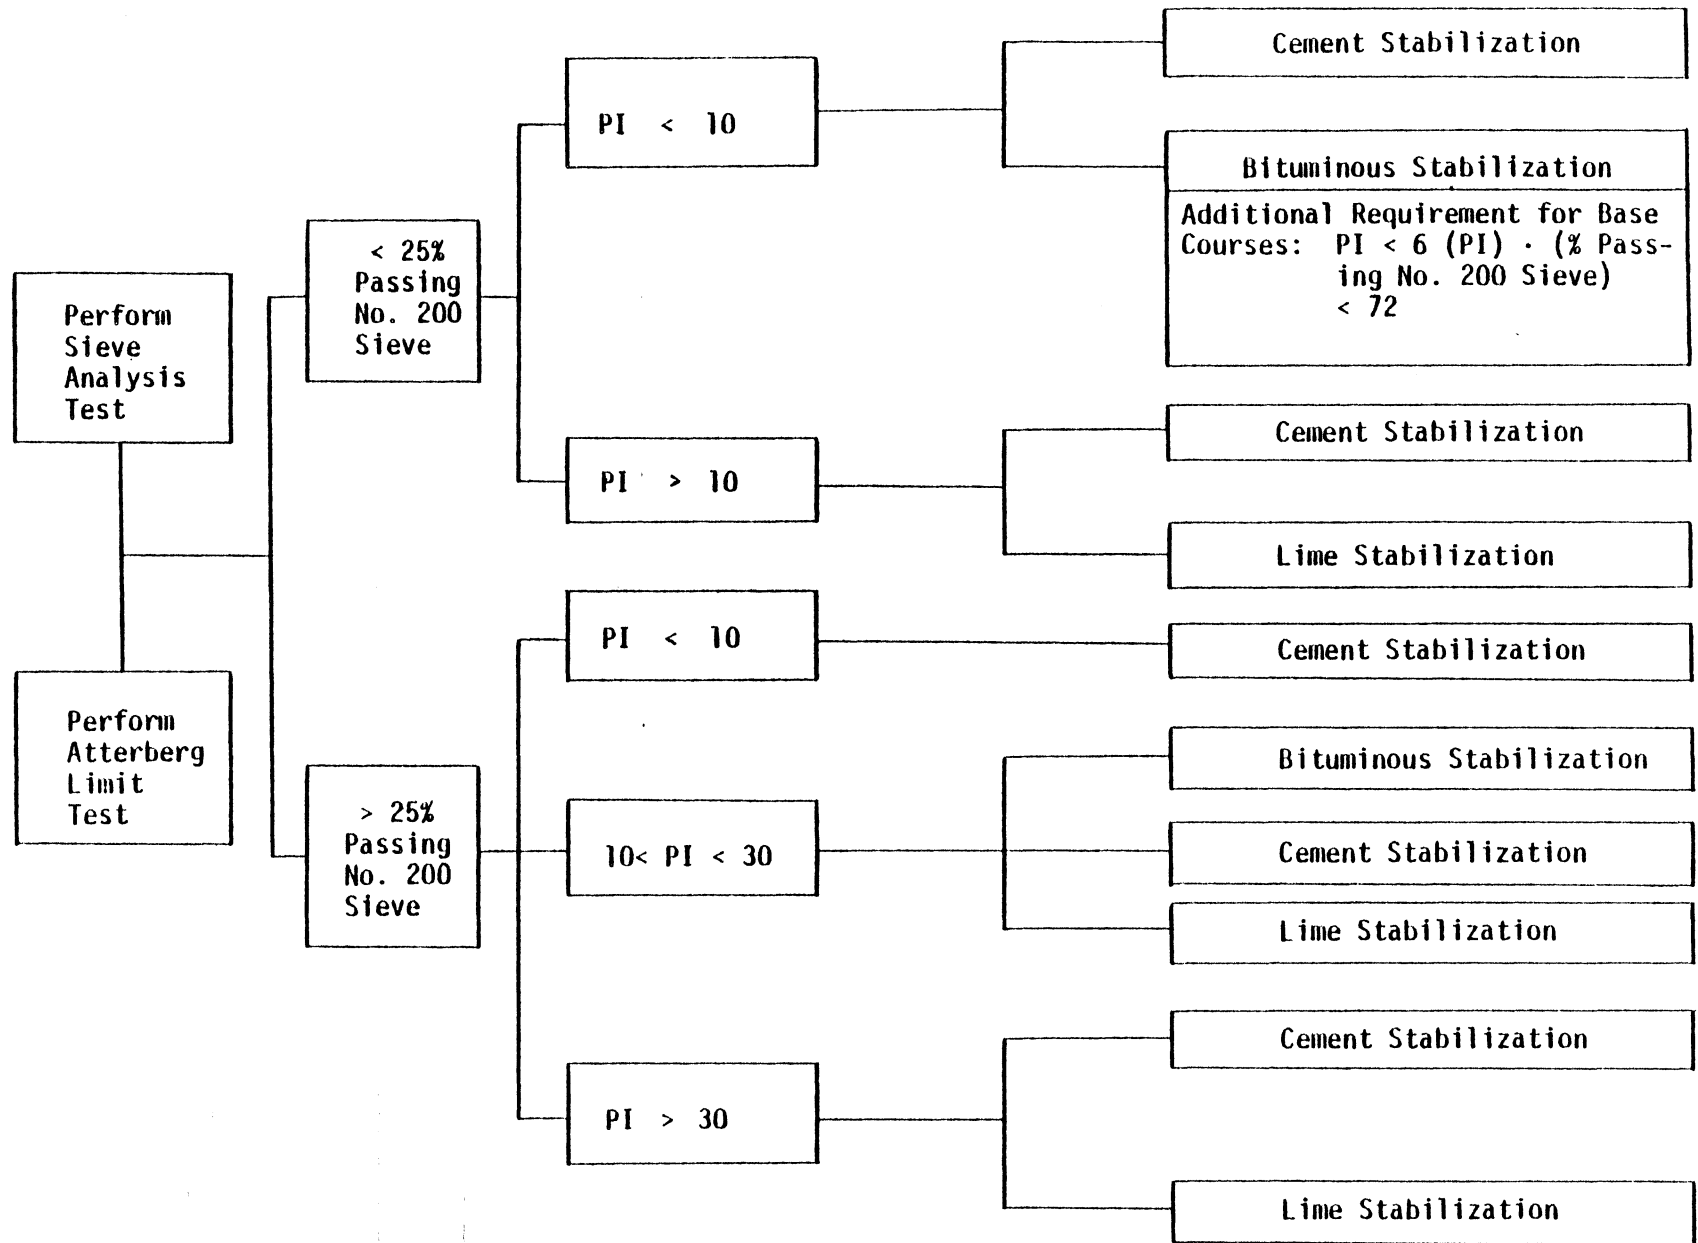 Perform
Sieve
Analysis
Test
Perform
Atterberg
Limit
Test
< 25%
Passing
No. 200
Sieve
> 25%
Passing
No. 200
Sieve
PI < 10
PI > 10
PI < 10
10< PI < 30
PI > 30
Cement Stabilization
Bituminous Stabilization
Additional Requirement for Base
Courses: PI < 6 (PI) · (% Pass-
ing No. 200 Sieve)
< 72
Cement Stabilization
Lime Stabilization
Cement Stabilization
Bituminous Stabilization
Cement Stabilization
Lime Stabilization
Cement Stabilization
Lime Stabilization